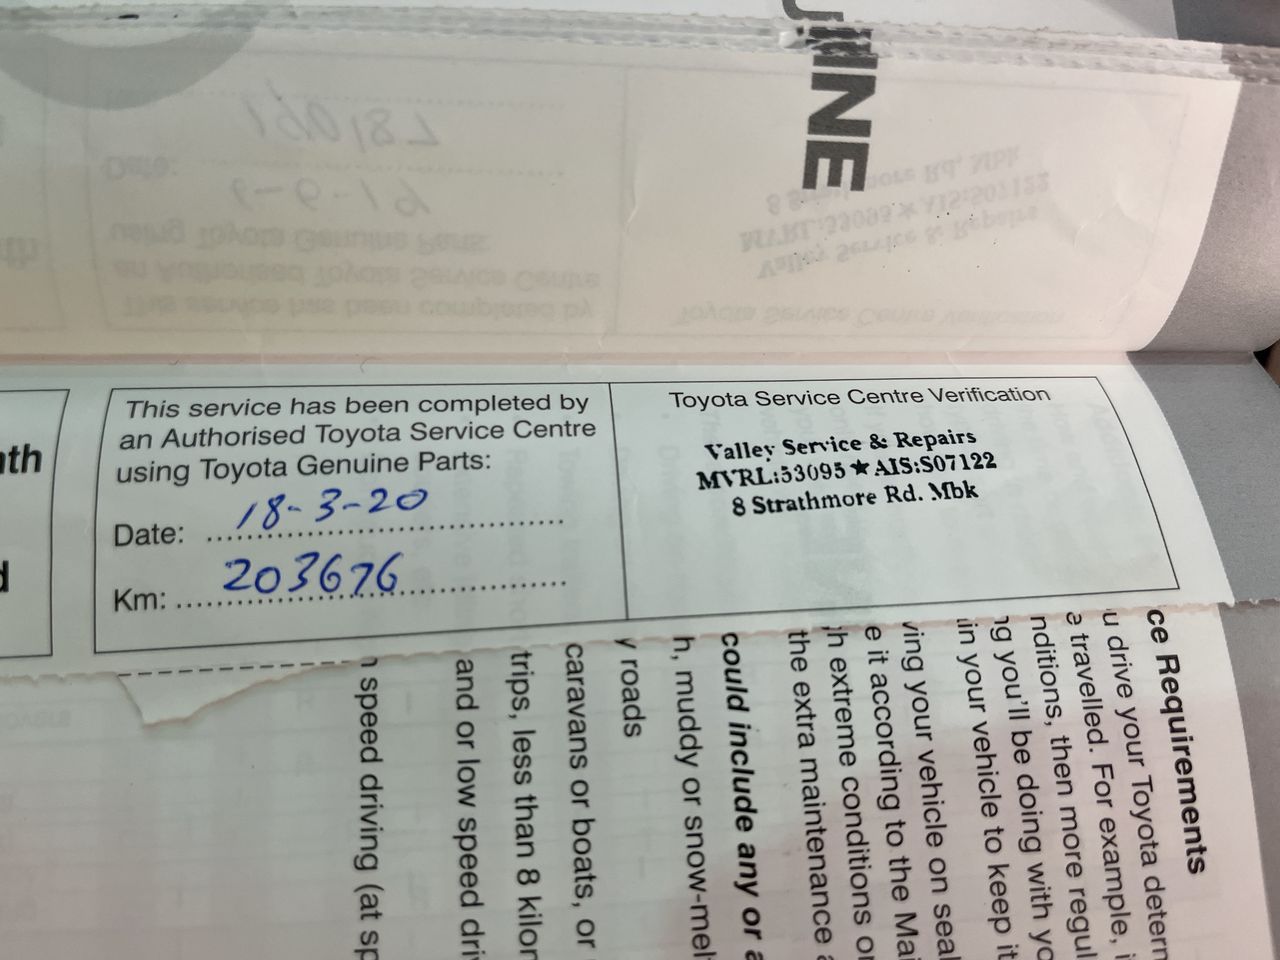 INE
This service has been completed by
an Authorised Toyota Service Centre
using Toyota Genuine Parts:
Date: 18-3-20
Km: 203676
Toyota Service Centre Verification
Valley Service & Repairs
MVRL:53095★AIS:S07122
8 Strathmore Rd. Mbk
ce Requirements
u drive your Toyota determ
e travelled. For example, i
nditions, then more regul
ng you'll be doing with yo
in your vehicle to keep it
ving your vehicle on seal
e it according to the Mai
h extreme conditions or
the extra maintenance a
could include any or a
h, muddy or snow-mel
y roads
caravans or boats, or
trips, less than 8 kilom
and or low speed dri
speed driving (at sp